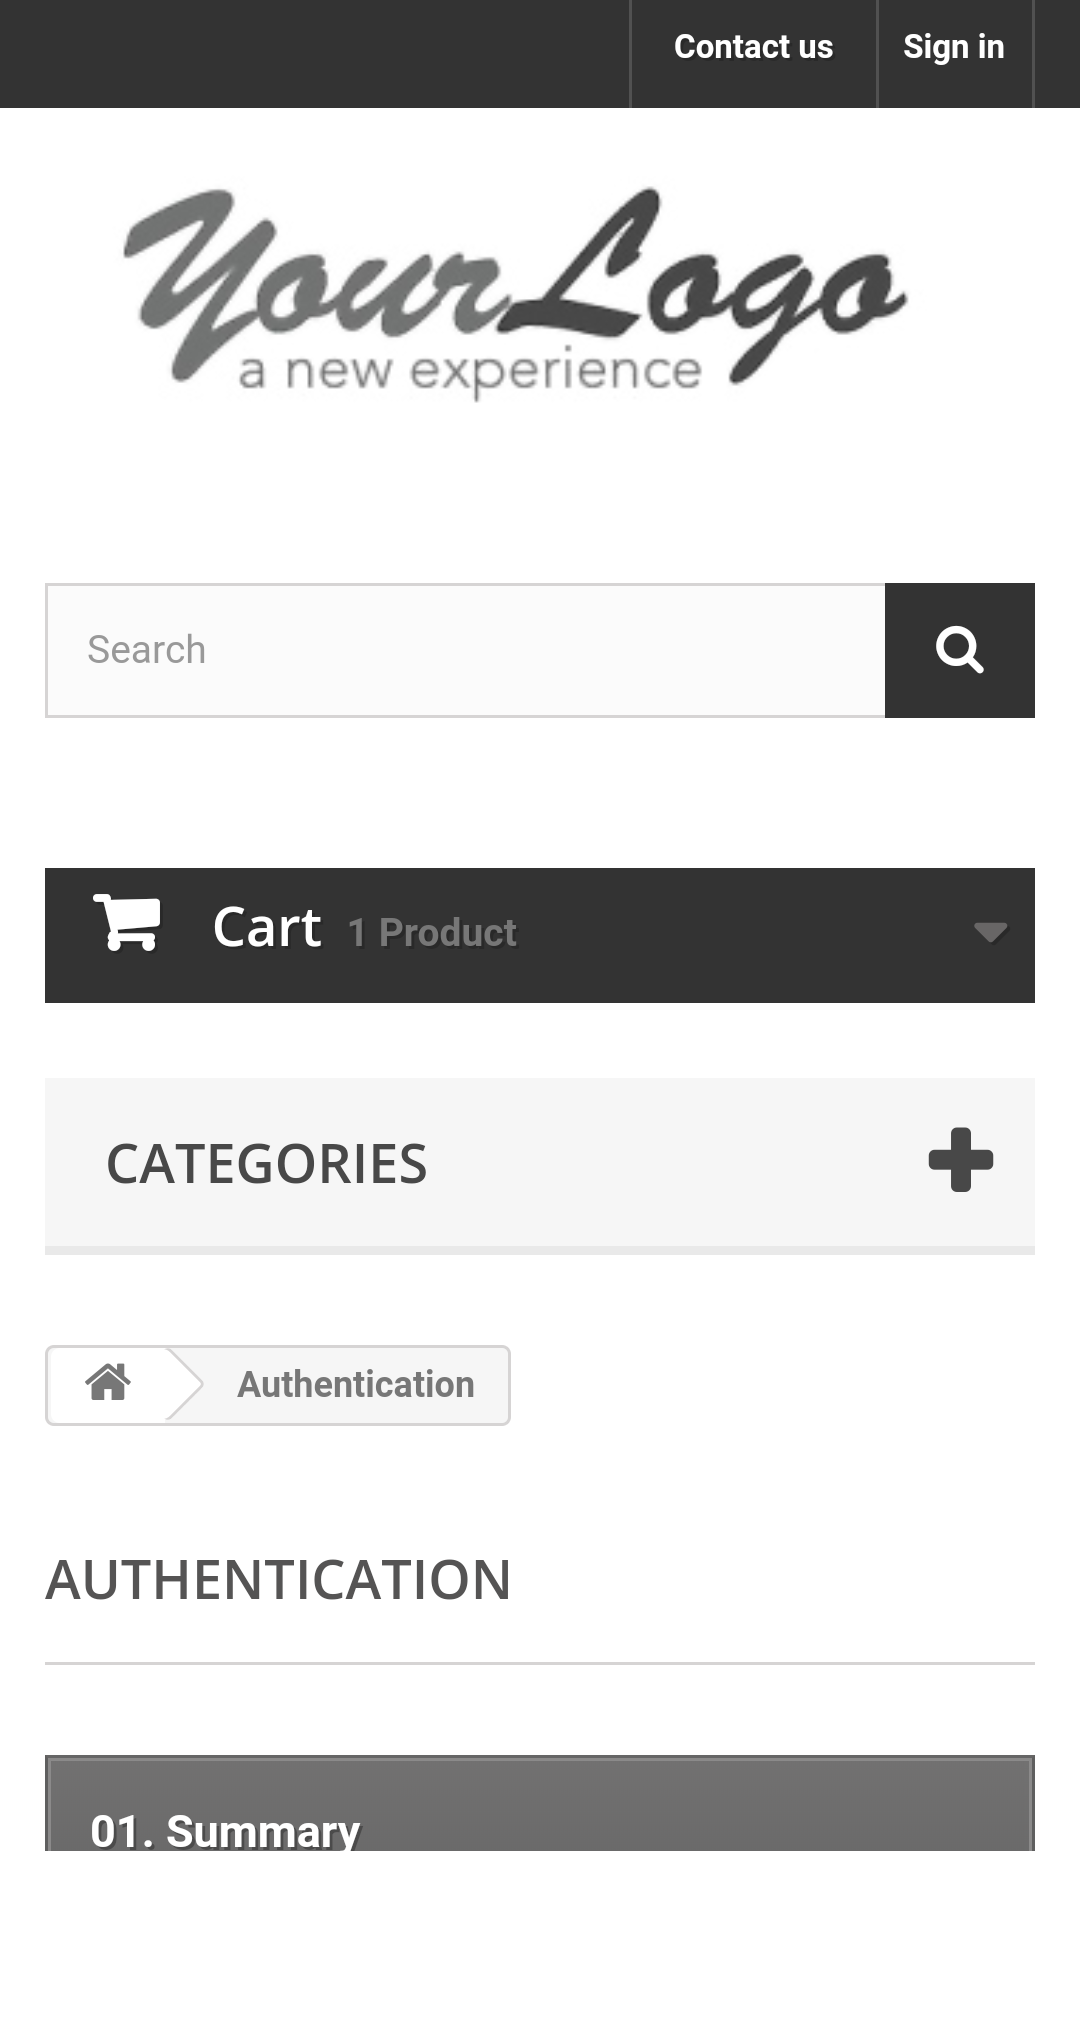 Contact us
Sign in
YourLogo
a new experience
Search
Cart 1 Product
CATEGORIES
Authentication
AUTHENTICATION
01. Summary